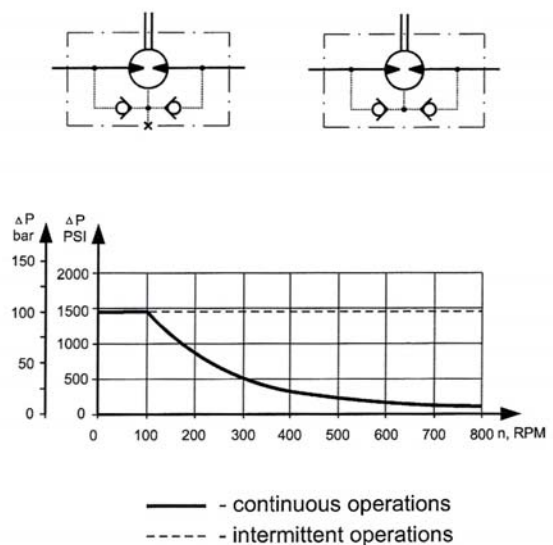 ΔP
bar
ΔP
PSI
150
2000
100
1500
1000
50
500
0
0
0 100 200 300 400 500 600 700 800 n, RPM
- continuous operations
- intermittent operations